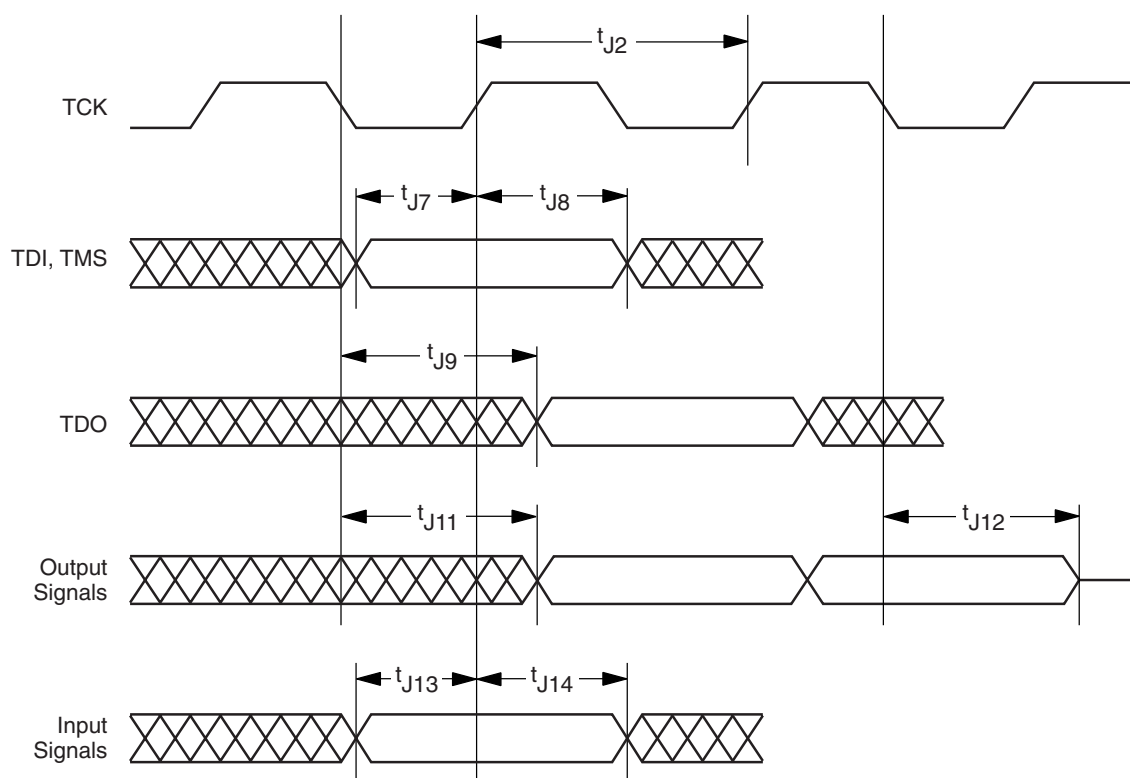 tJ2
TCK
tJ7 tJ8
TDI, TMS
tJ9
TDO
tJ11 tJ12
Output
Signals
tJ13 tJ14
Input
Signals